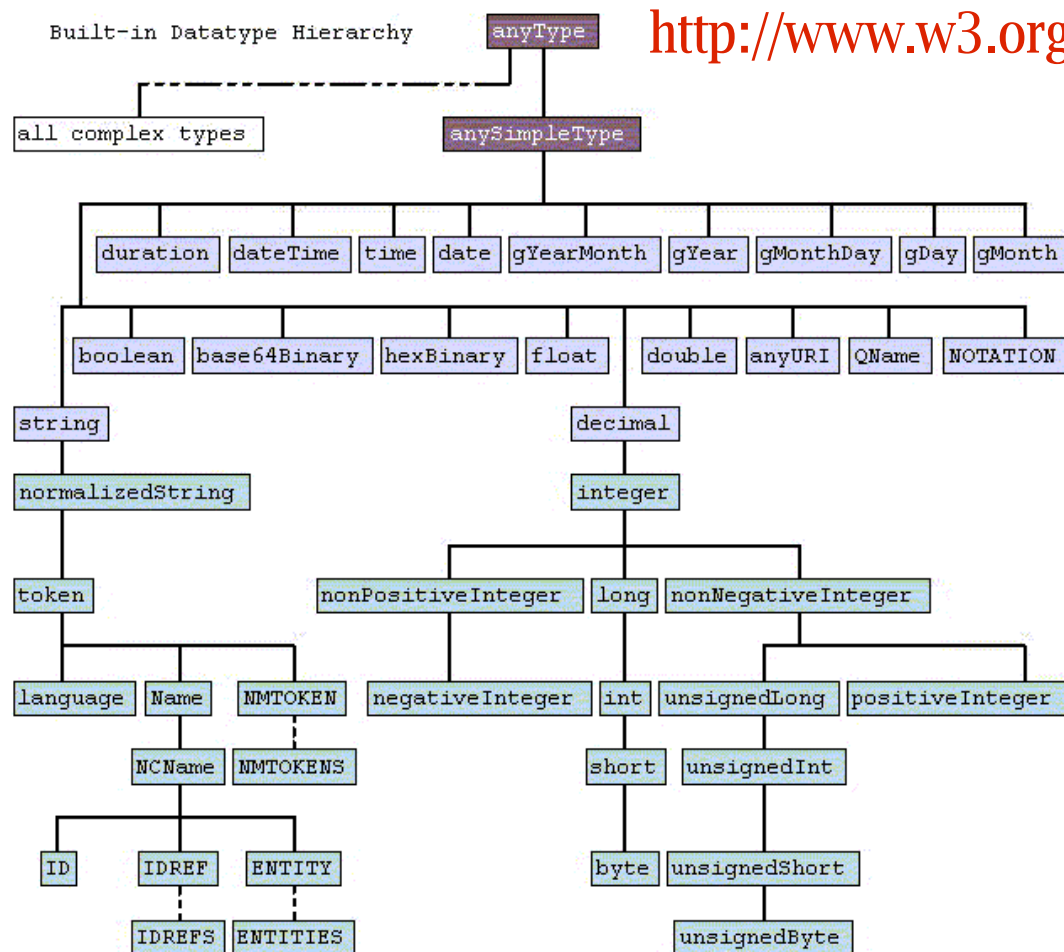 Built-in Datatype Hierarchy
anyType
http://www.w3.org
all complex types
anySimpleType
duration dateTime time date gYearMonth gYear gMonthDay gDay gMonth
boolean base64Binary hexBinary float double anyURI QName NOTATION
string decimal
normalizedString integer
token nonPositiveInteger long nonNegativeInteger
language Name NMTOKEN negativeInteger int unsignedLong positiveInteger
NCName NMTOKENS short unsignedInt
ID IDREF ENTITY byte unsignedShort
IDREFS ENTITIES unsignedByte